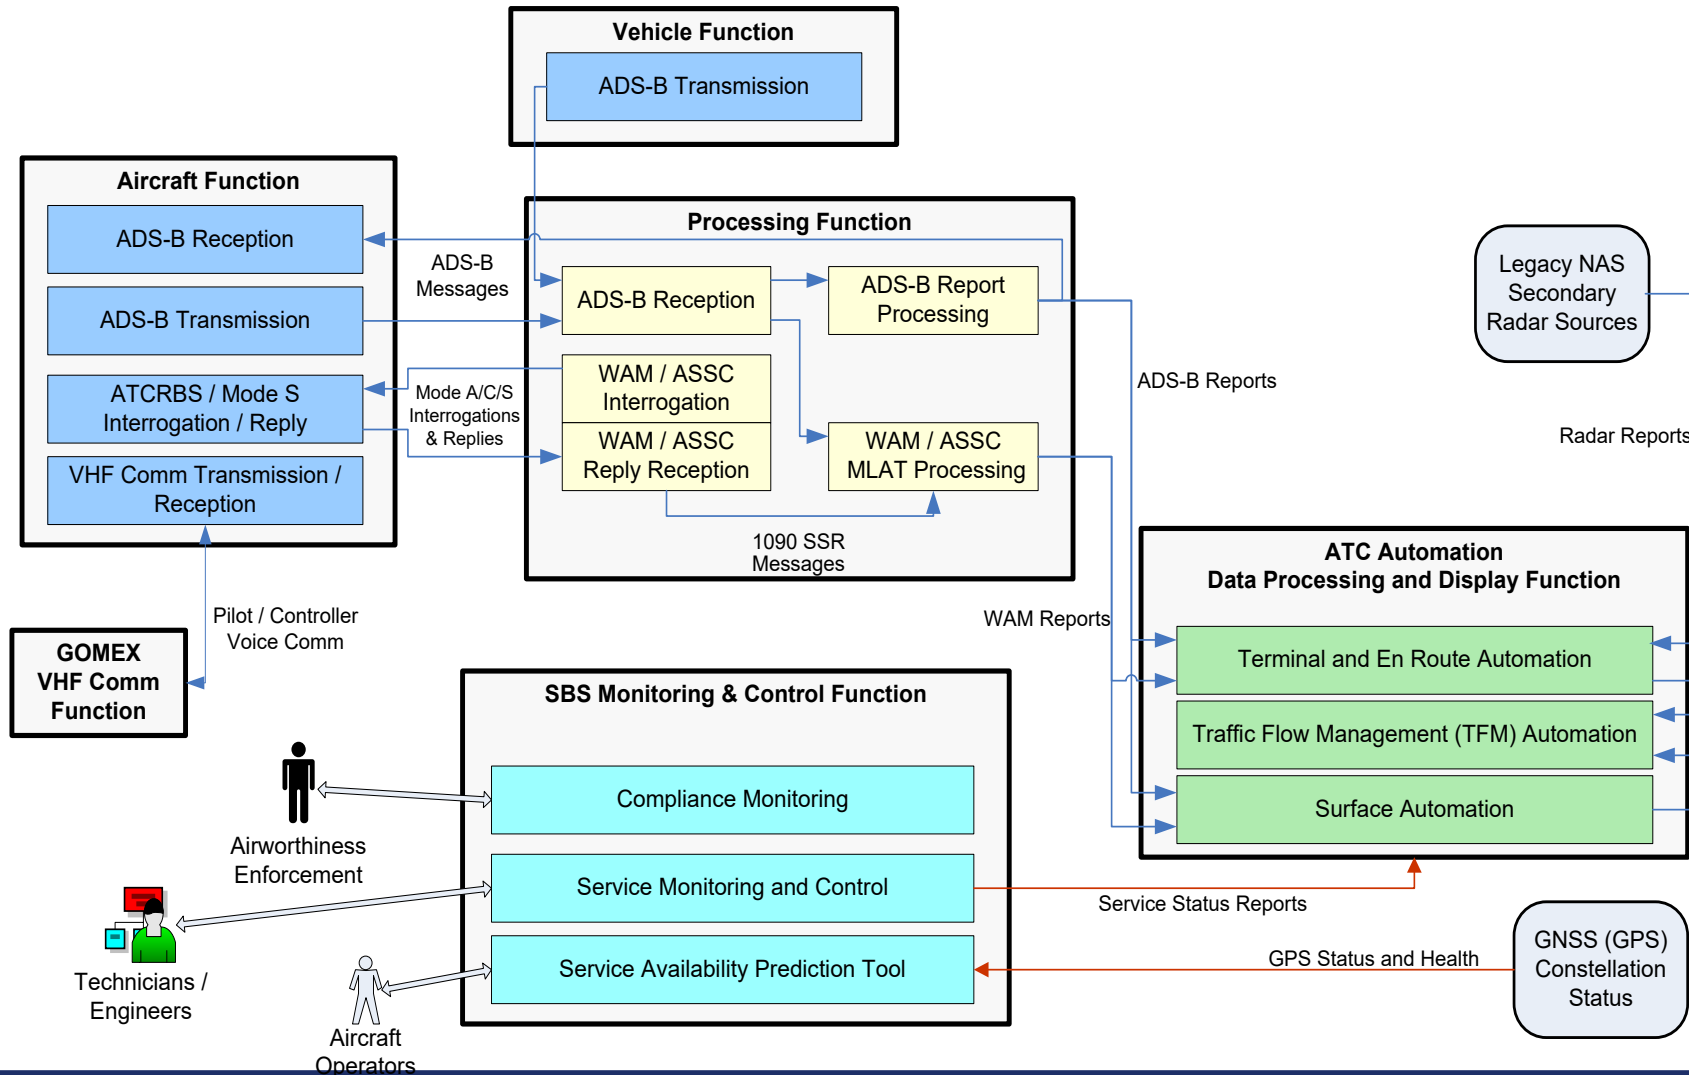 Vehicle Function
ADS-B Transmission
Aircraft Function
ADS-B Reception
ADS-B Transmission
ATCRBS / Mode S
Interrogation / Reply
VHF Comm Transmission /
Reception
ADS-B
Messages
Mode A/C/S
Interrogations
& Replies
Processing Function
ADS-B Reception
ADS-B Report
Processing
WAM / ASSC
Interrogation
WAM / ASSC
Reply Reception
WAM / ASSC
MLAT Processing
1090 SSR
Messages
Legacy NAS
Secondary
Radar Sources
ADS-B Reports
Radar Reports
WAM Reports
Pilot / Controller
Voice Comm
GOMEX
VHF Comm
Function
ATC Automation
Data Processing and Display Function
Terminal and En Route Automation
Traffic Flow Management (TFM) Automation
Surface Automation
SBS Monitoring & Control Function
Compliance Monitoring
Service Monitoring and Control
Service Availability Prediction Tool
Airworthiness
Enforcement
Technicians /
Engineers
Aircraft
Operators
Service Status Reports
GPS Status and Health
GNSS (GPS)
Constellation
Status